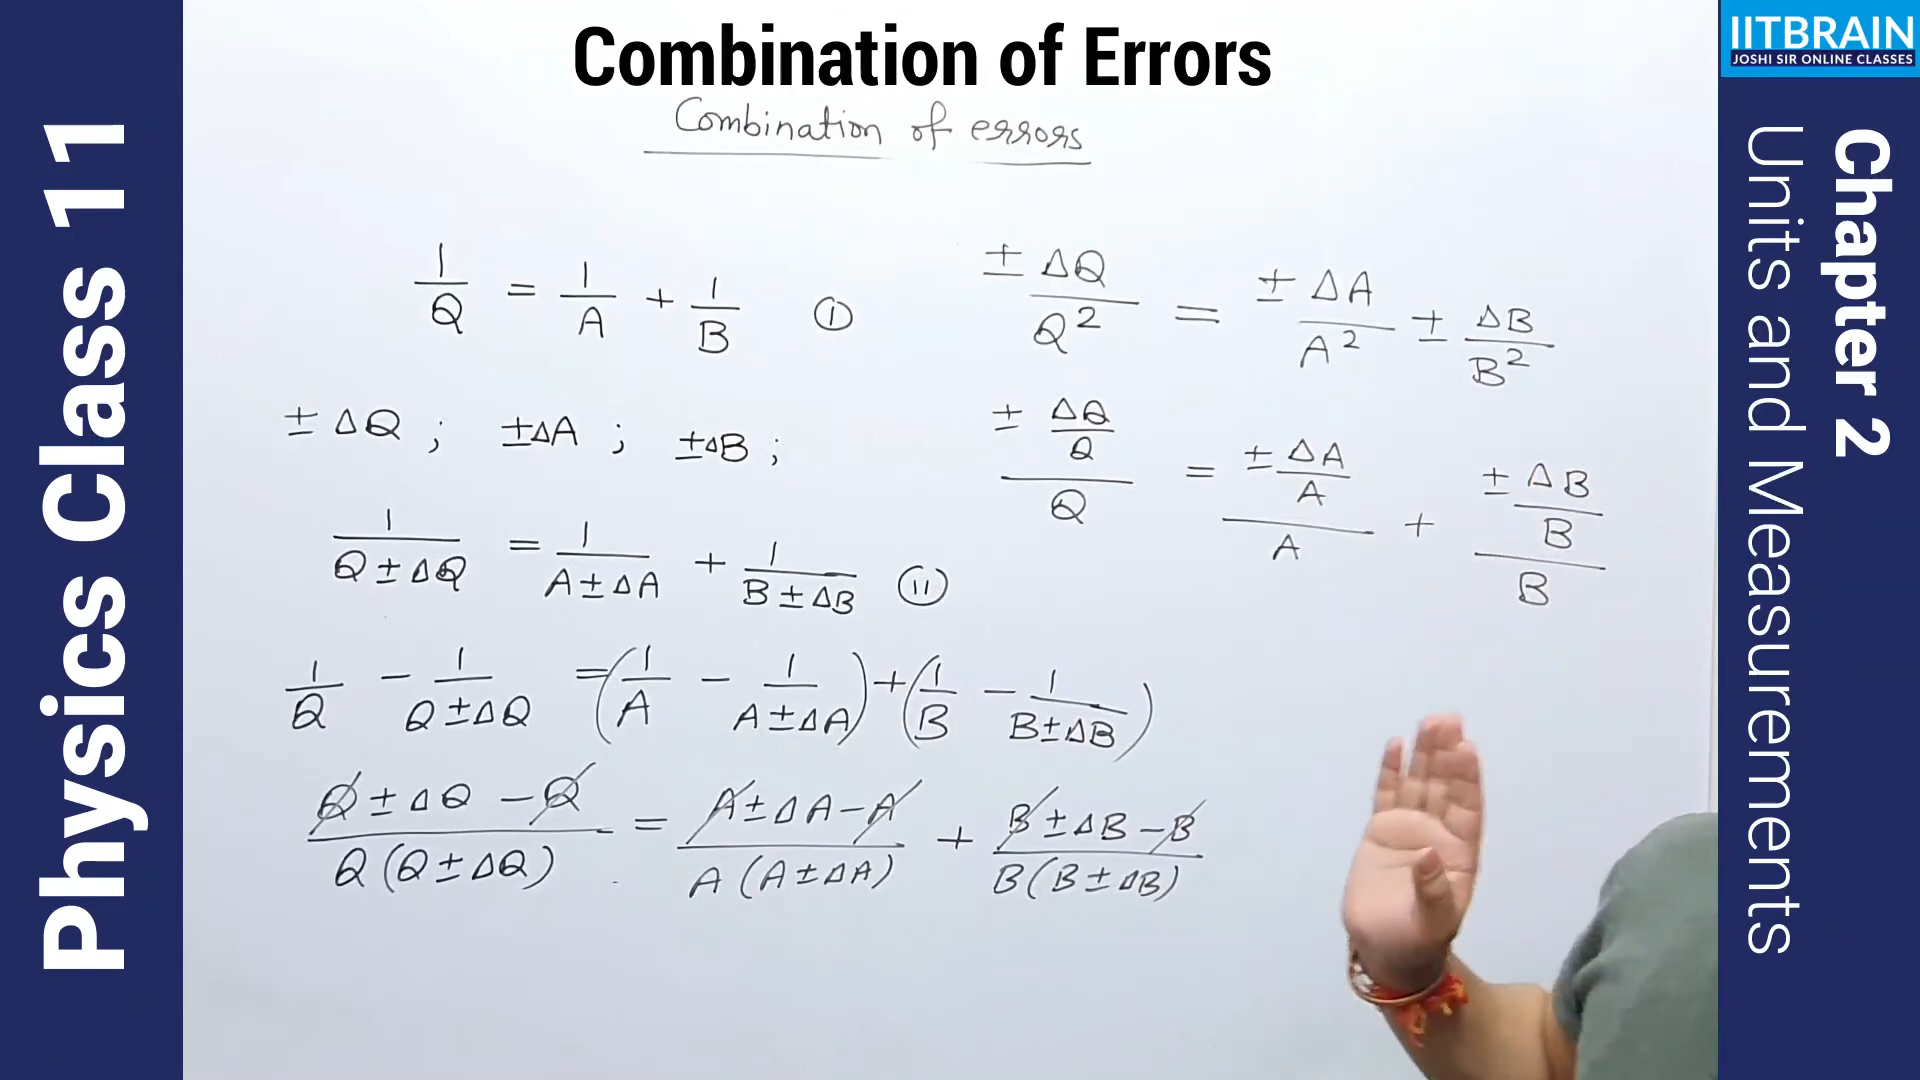 Combination of Errors
IITBRAIN
JOSHI SIR ONLINE CLASSES
Physics Class 11
Chapter 2
Units and Measurements
Combination of errors
1/Q = 1/A + 1/B ①
± ΔQ ; ±ΔA ; ±ΔB ;
1/(Q ± ΔQ) = 1/(A ± ΔA) + 1/(B ± ΔB) (ii)
1/Q - 1/(Q ± ΔQ) = (1/A - 1/(A ± ΔA)) + (1/B - 1/(B ± ΔB))
(Q ± ΔQ - Q)/(Q(Q ± ΔQ)) = (A ± ΔA - A)/(A(A ± ΔA)) + (B ± ΔB - B)/(B(B ± ΔB))
± ΔQ/Q² = ± ΔA/A² ± ΔB/B²
(± ΔQ/Q)/Q = (± ΔA/A)/A + (± ΔB/B)/B